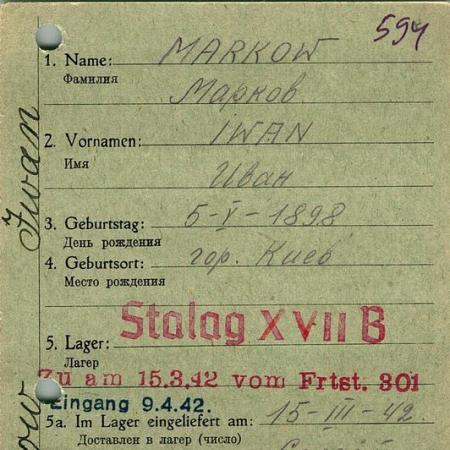 594
1. Name: MARKOW
Фамилия Марков
2. Vornamen: IWAN
Имя Иван
3. Geburtstag: 5-V-1898
День рождения
4. Geburtsort: гор. Киев
Место рождения
Stalag XVII B
5. Lager:
Лагер
Zu am 15.3.42 vom Frtst. 301
Eingang 9.4.42.
5a. Im Lager eingeliefert am: 15-III-42.
Доставлен в лагер (число)
Iwan